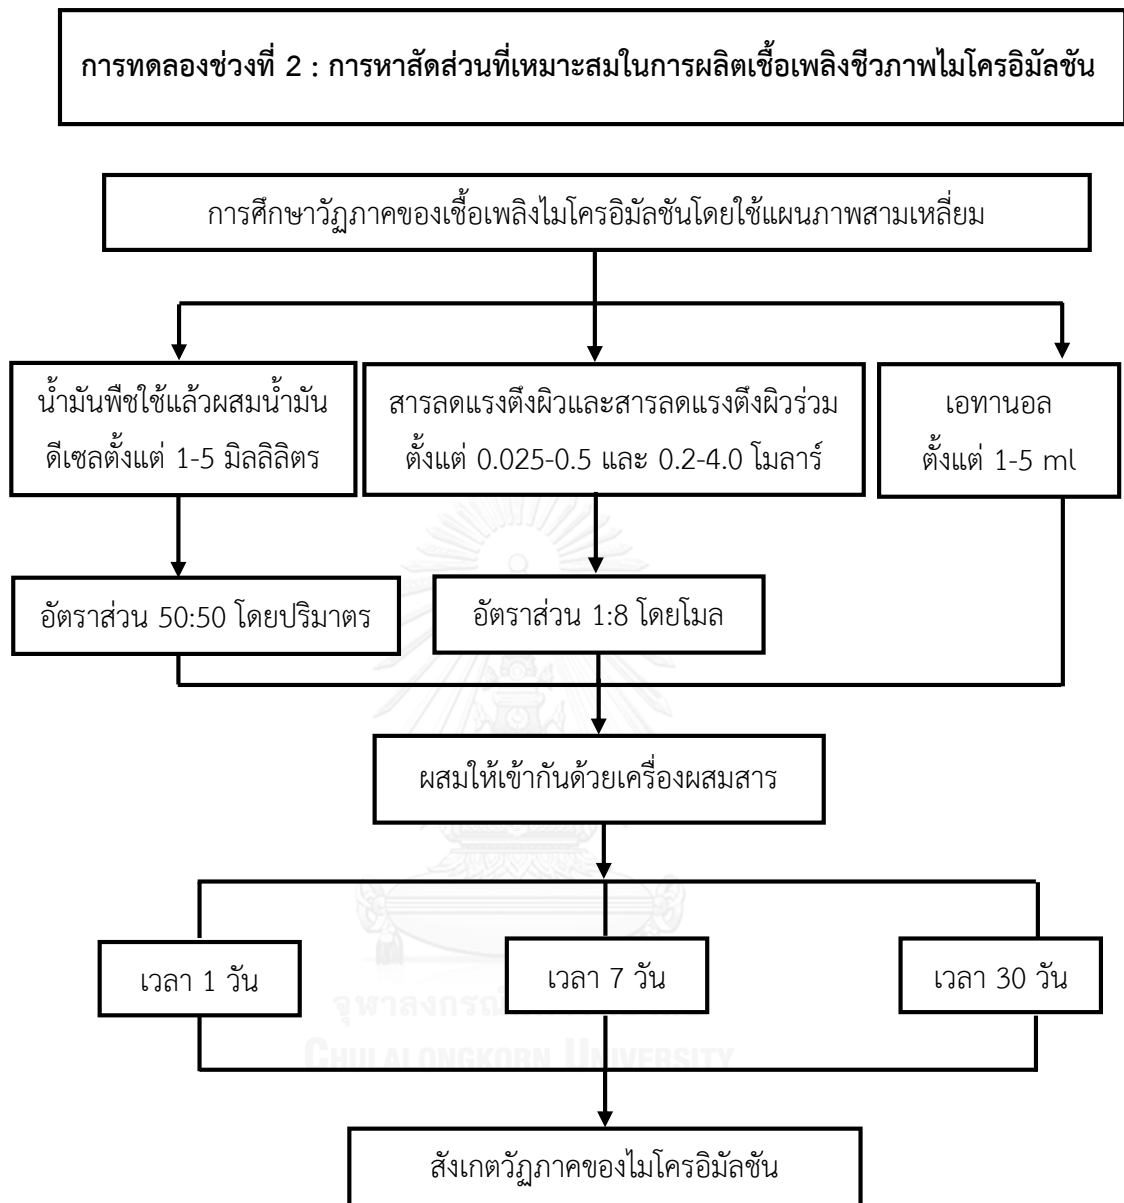 การทดลองช่วงที่ 2 : การหาสัดส่วนที่เหมาะสมในการผลิตเชื้อเพลิงชีวภาพไมโครอิมัลชัน
การศึกษาวัฏภาคของเชื้อเพลิงไมโครอิมัลชันโดยใช้แผนภาพสามเหลี่ยม
น้ำมันพืชใช้แล้วผสมน้ำมัน
ดีเซลตั้งแต่ 1-5 มิลลิลิตร
สารลดแรงตึงผิวและสารลดแรงตึงผิวร่วม
ตั้งแต่ 0.025-0.5 และ 0.2-4.0 โมลาร์
เอทานอล
ตั้งแต่ 1-5 ml
อัตราส่วน 50:50 โดยปริมาตร
อัตราส่วน 1:8 โดยโมล
ผสมให้เข้ากันด้วยเครื่องผสมสาร
เวลา 1 วัน
เวลา 7 วัน
เวลา 30 วัน
CHULALONGKORN UNIVERSITY
สังเกตวัฏภาคของไมโครอิมัลชัน